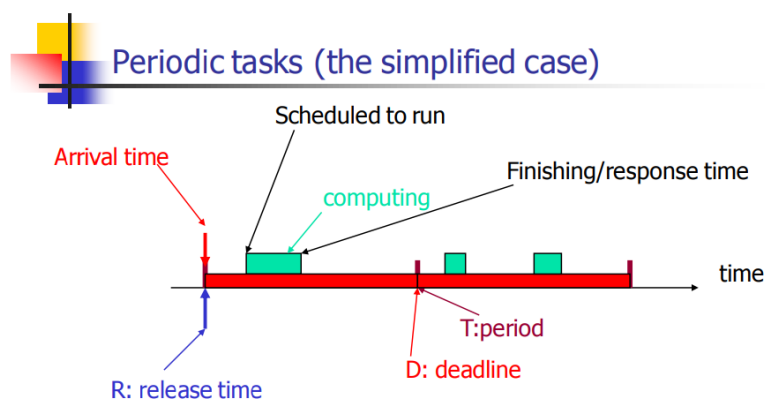 Periodic tasks (the simplified case)
Scheduled to run
Arrival time
Finishing/response time
computing
time
T:period
D: deadline
R: release time